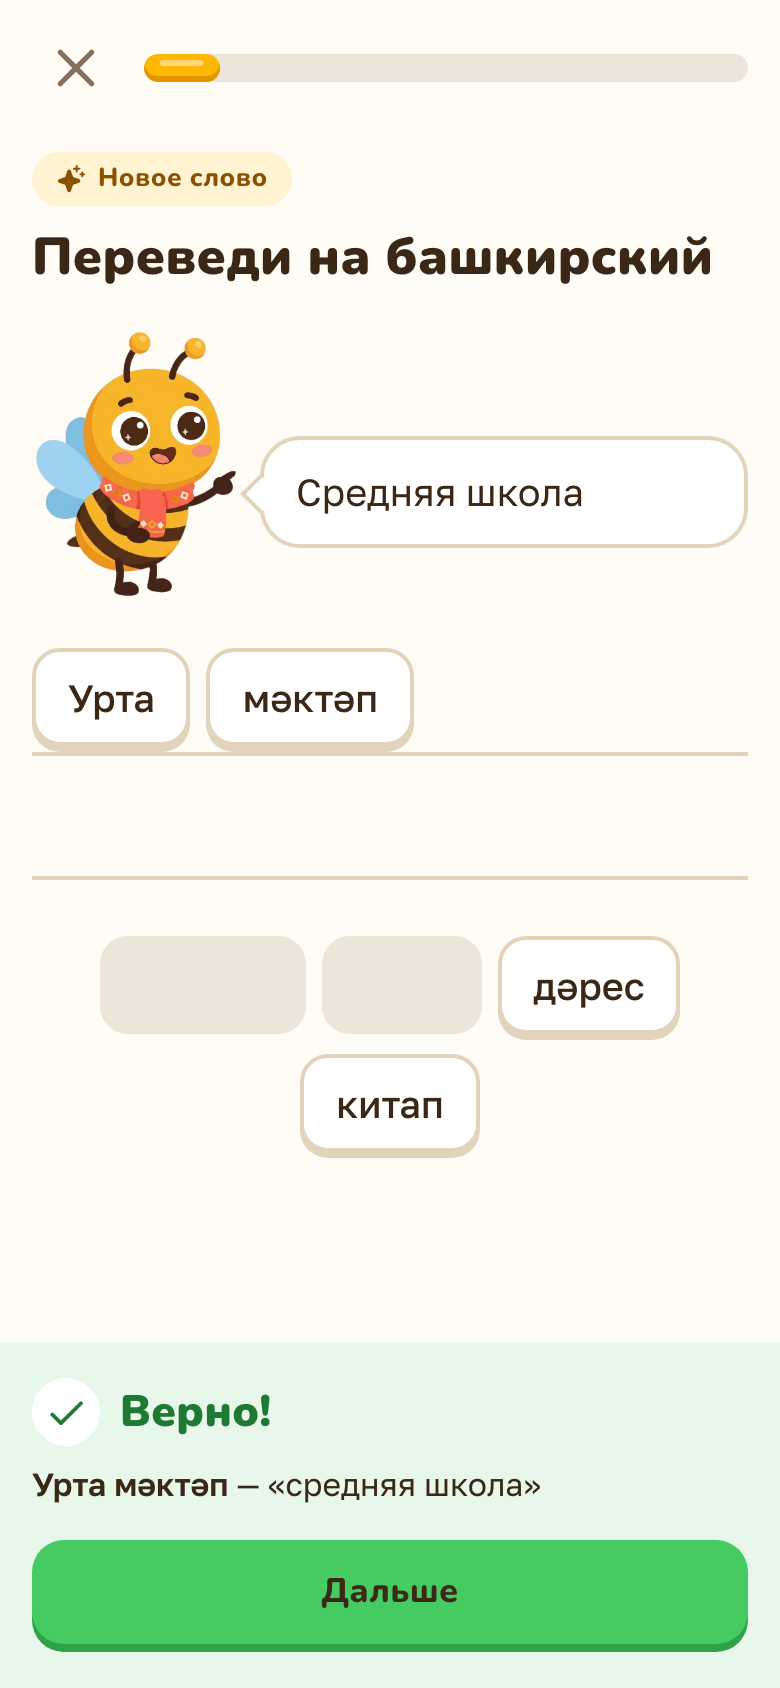 Новое слово
Переведи на башкирский
Средняя школа
Урта мәктәп
дәрес
китап
Верно!
Урта мәктәп — «средняя школа»
Дальше